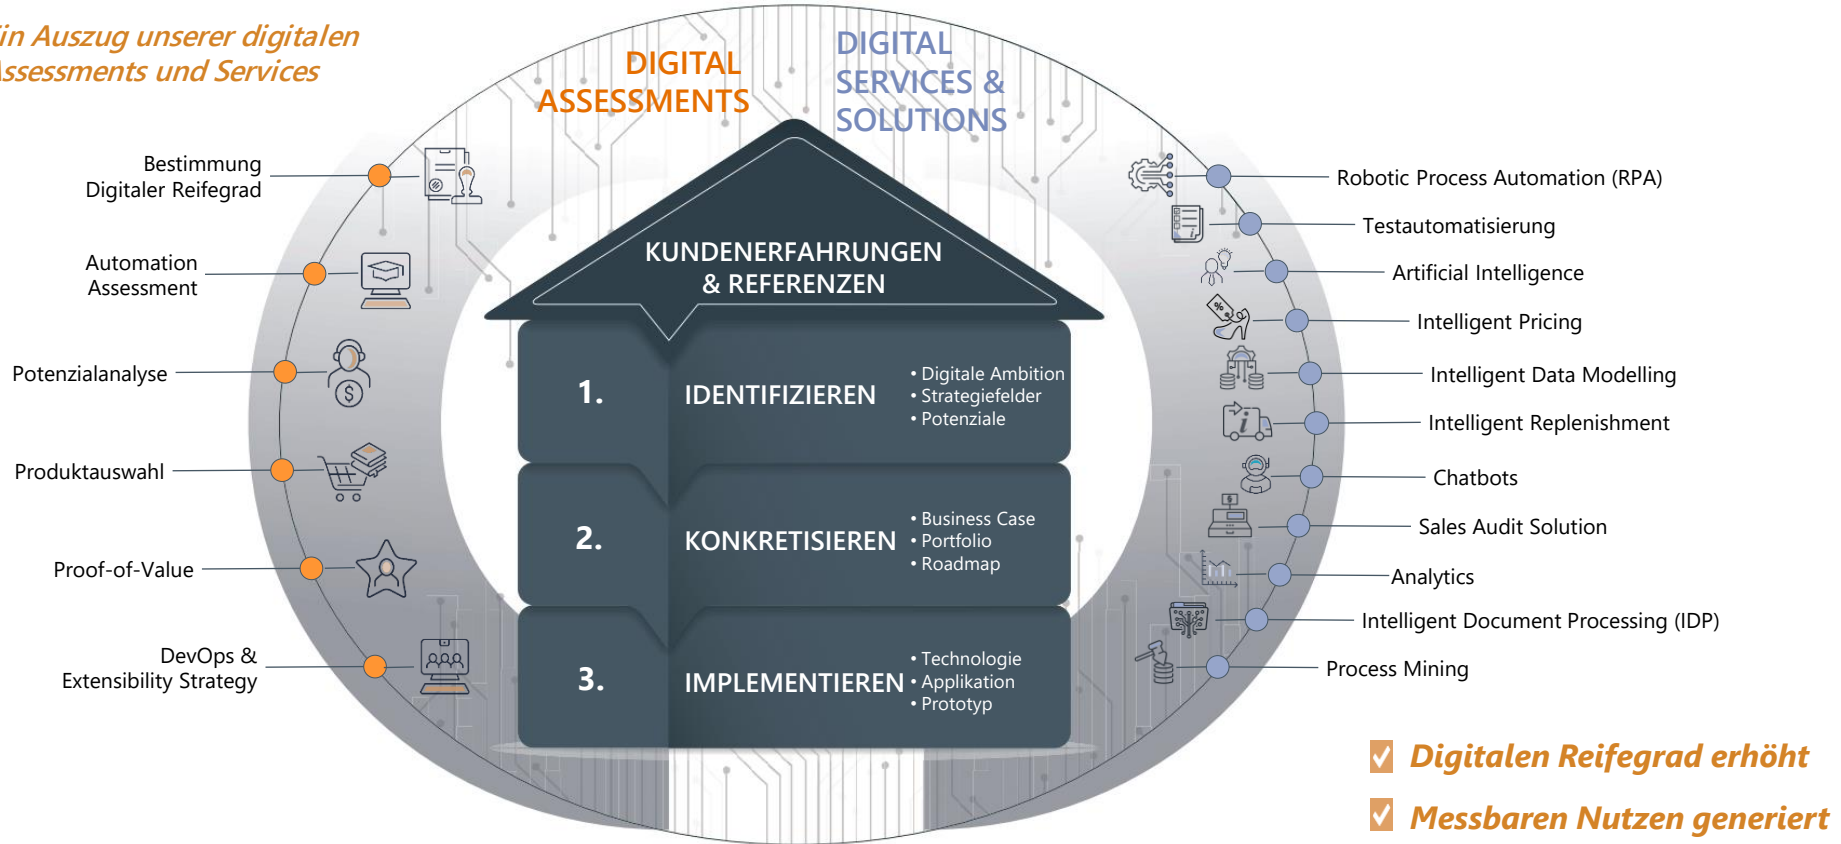 in Auszug unserer digitalen
Assessments und Services
DIGITAL
ASSESSMENTS
DIGITAL
SERVICES &
SOLUTIONS
Bestimmung
Digitaler Reifegrad
Automation
Assessment
Potenzialanalyse
Produktauswahl
Proof-of-Value
DevOps &
Extensibility Strategy
KUNDENERFAHRUNGEN
& REFERENZEN
1.
IDENTIFIZIEREN
• Digitale Ambition
• Strategiefelder
• Potenziale
2.
KONKRETISIEREN
• Business Case
• Portfolio
• Roadmap
3.
IMPLEMENTIEREN
• Technologie
• Applikation
• Prototyp
Robotic Process Automation (RPA)
Testautomatisierung
Artificial Intelligence
Intelligent Pricing
Intelligent Data Modelling
Intelligent Replenishment
Chatbots
Sales Audit Solution
Analytics
Intelligent Document Processing (IDP)
Process Mining
Digitalen Reifegrad erhöht
Messbaren Nutzen generiert